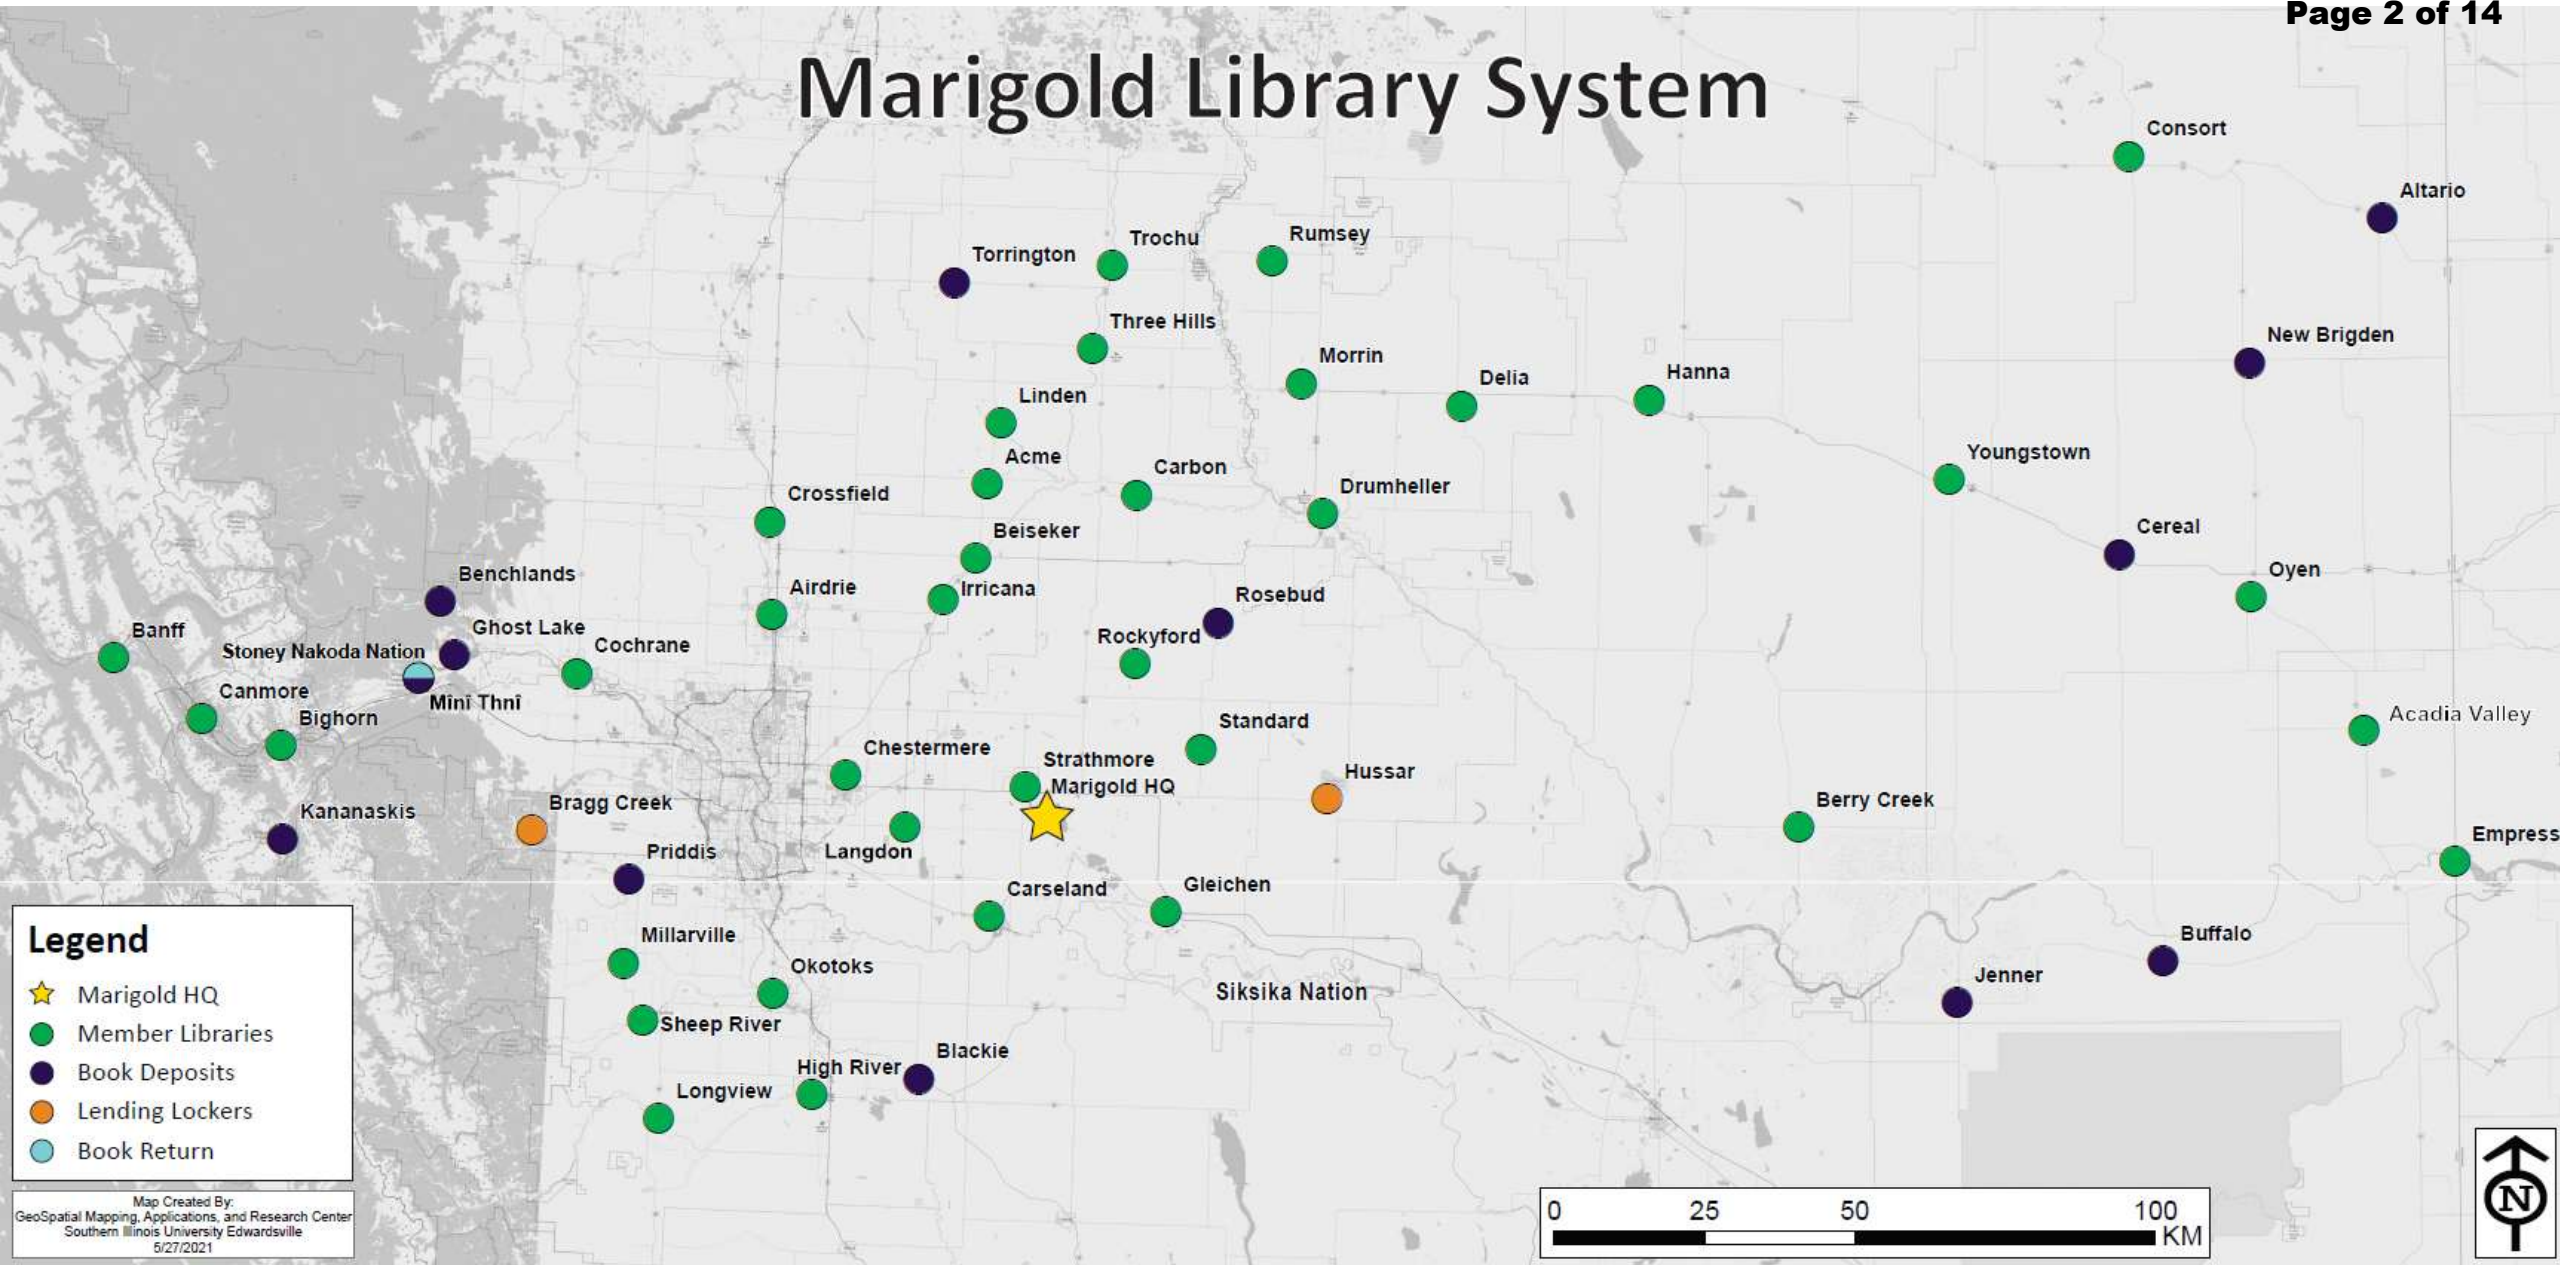 Page 2 of 14
Marigold Library System
Consort
Altario
Trochu
Rumsey
Torrington
Three Hills
New Brigden
Morrin
Delia
Hanna
Linden
Youngstown
Acme
Carbon
Drumheller
Crossfield
Cereal
Beiseker
Oyen
Benchlands
Airdrie
Irricana
Rosebud
Banff
Ghost Lake
Rockyford
Stoney Nakoda Nation
Cochrane
Canmore
Mînî Thnî
Bighorn
Acadia Valley
Standard
Chestermere
Strathmore
Marigold HQ
Hussar
Kananaskis
Bragg Creek
Berry Creek
Empress
Priddis
Langdon
Carseland
Gleichen
Millarville
Buffalo
Okotoks
Jenner
Siksika Nation
Sheep River
High River
Blackie
Longview
Legend
Marigold HQ
Member Libraries
Book Deposits
Lending Lockers
Book Return
Map Created By:
GeoSpatial Mapping, Applications, and Research Center
Southern Illinois University Edwardsville
5/27/2021
0 25 50 100
KM
N